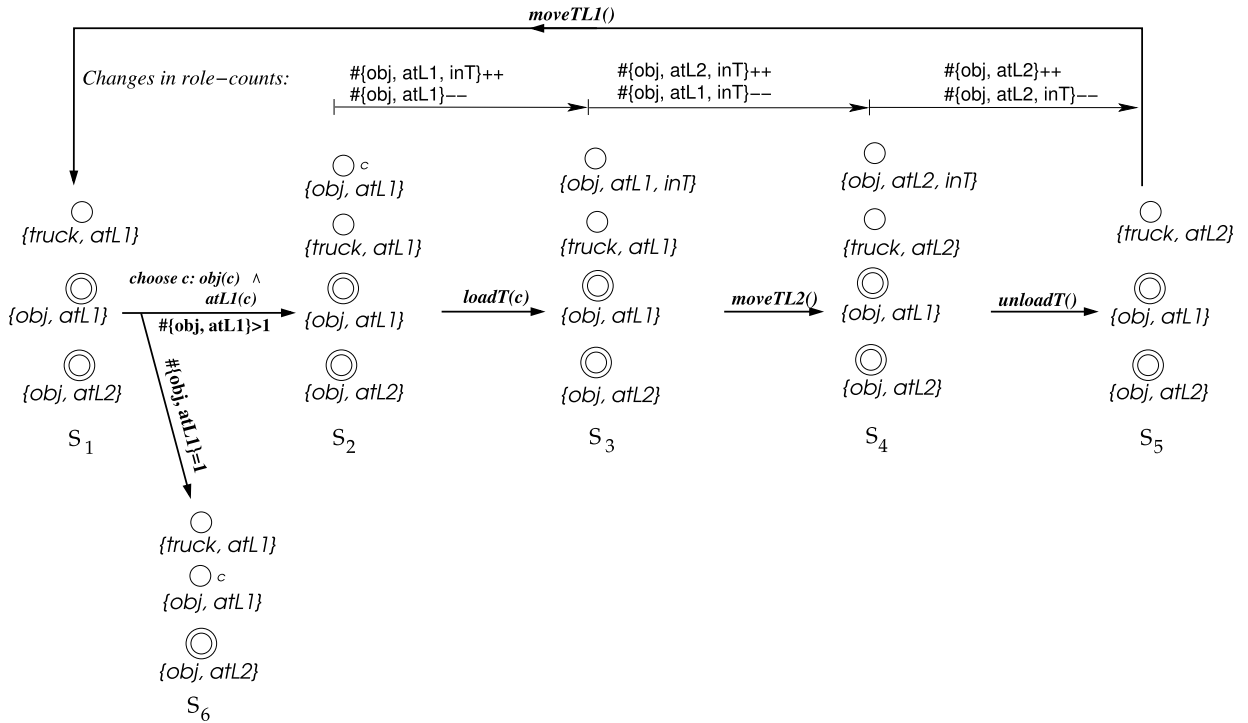 moveTL1()
Changes in role−counts:
#{obj, atL1, inT}++
#{obj, atL1}−−
#{obj, atL2, inT}++
#{obj, atL1, inT}−−
#{obj, atL2}++
#{obj, atL2, inT}−−
{truck, atL1}
{obj, atL1}
{obj, atL2}
S1
choose c: obj(c) ∧
atL1(c)
#{obj, atL1}>1
#{obj, atL1}=1
c
{obj, atL1}
{truck, atL1}
{obj, atL1}
{obj, atL2}
S2
loadT(c)
{obj, atL1, inT}
{truck, atL1}
{obj, atL1}
{obj, atL2}
S3
moveTL2()
{obj, atL2, inT}
{truck, atL2}
{obj, atL1}
{obj, atL2}
S4
unloadT()
{truck, atL2}
{obj, atL1}
{obj, atL2}
S5
{truck, atL1}
c
{obj, atL1}
{obj, atL2}
S6